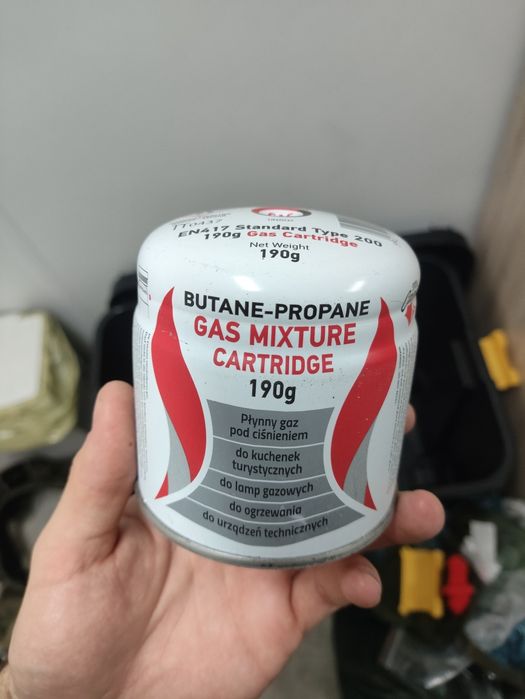 110437
EN417 Standard Type 200
190g Gas Cartridge
Net Weight
190g
BUTANE-PROPANE
GAS MIXTURE
CARTRIDGE
190g
Płynny gaz
pod ciśnieniem
do kuchenek
turystycznych
do lamp gazowych
do ogrzewania
do urządzeń technicznych